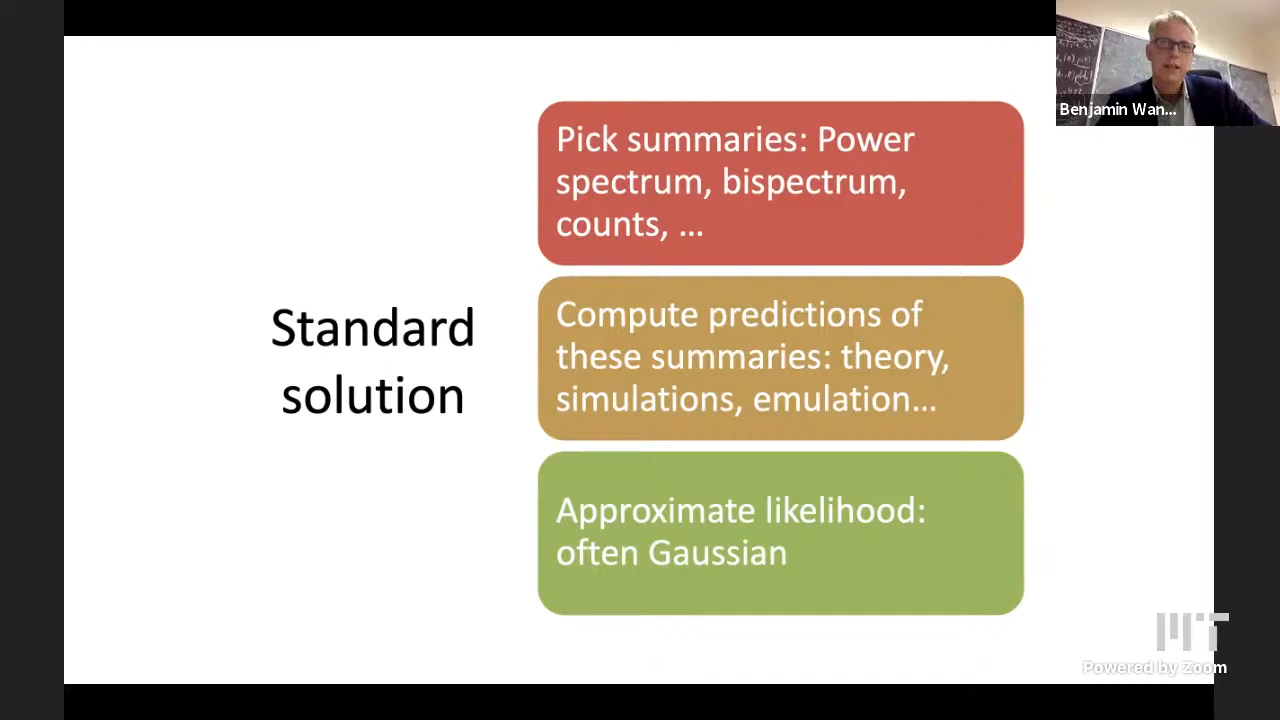 Standard
solution
Pick summaries: Power
spectrum, bispectrum,
counts, ...
Compute predictions of
these summaries: theory,
simulations, emulation...
Approximate likelihood:
often Gaussian
Benjamin Wan...
MIT
Powered by Zoom